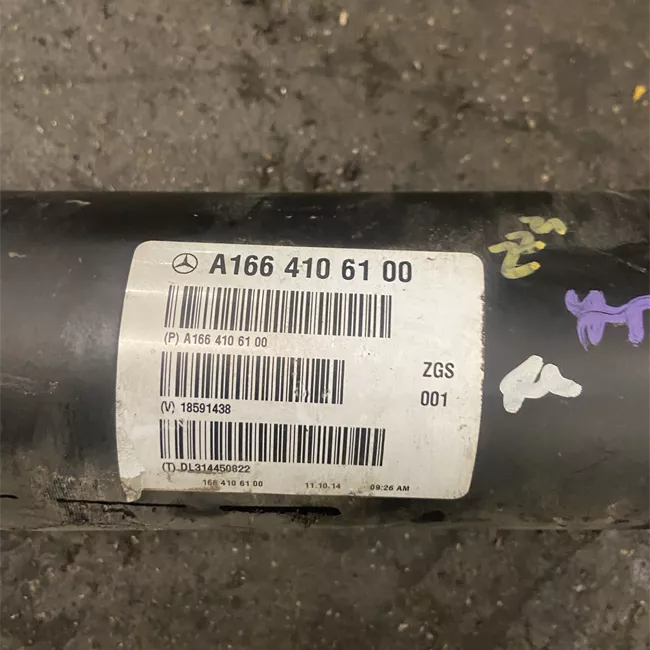 A166 410 61 00
(P) A166 410 61 00
ZGS
001
(V) 18591438
(T) DL314450822
166 410 61 00 11.10.14 09:26 AM